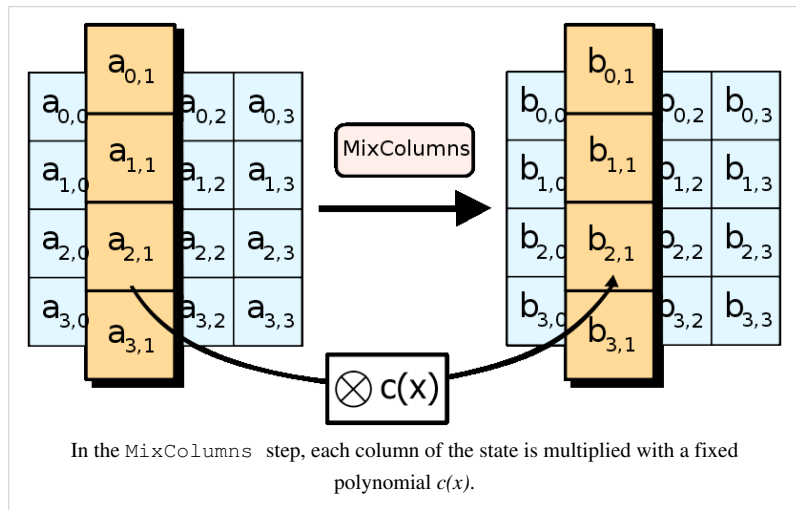 a0,1 b0,1
a0,0 a0,2 a0,3 b0,0 b0,2 b0,3
MixColumns
a1,1 b1,1
a1,0 a1,2 a1,3 b1,0 b1,2 b1,3
a2,1 b2,1
a2,0 a2,2 a2,3 b2,0 b2,2 b2,3
a3,0 a3,2 a3,3 b3,0 b3,2 b3,3
a3,1 b3,1
⊗ c(x)
In the MixColumns step, each column of the state is multiplied with a fixed
polynomial c(x).